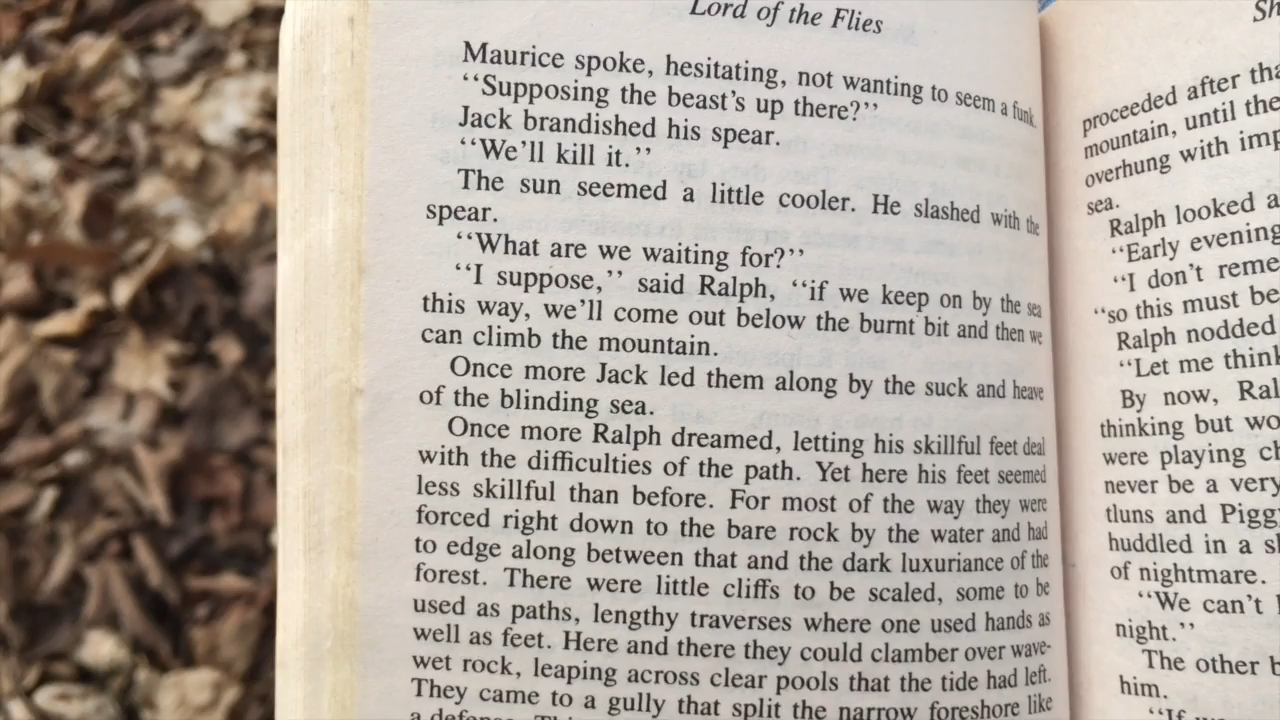 Lord of the Flies
Maurice spoke, hesitating, not wanting to seem a funk.
‘‘Supposing the beast's up there?’’
Jack brandished his spear.
‘‘We'll kill it.’’
The sun seemed a little cooler. He slashed with the
spear.
‘‘What are we waiting for?’’
‘‘I suppose,’’ said Ralph, ‘‘if we keep on by the sea
this way, we'll come out below the burnt bit and then we
can climb the mountain.
Once more Jack led them along by the suck and heave
of the blinding sea.
Once more Ralph dreamed, letting his skillful feet deal
with the difficulties of the path. Yet here his feet seemed
less skillful than before. For most of the way they were
forced right down to the bare rock by the water and had
to edge along between that and the dark luxuriance of the
forest. There were little cliffs to be scaled, some to be
used as paths, lengthy traverses where one used hands as
well as feet. Here and there they could clamber over wave-
wet rock, leaping across clear pools that the tide had left.
They came to a gully that split the narrow foreshore like
Sh
proceeded after tha
mountain, until the
overhung with imp
sea.
Ralph looked a
‘‘Early evening
‘‘I don't reme
‘‘so this must be
Ralph nodded
‘‘Let me think
By now, Ral
thinking but wo
were playing ch
never be a very
tluns and Piggy
huddled in a sh
of nightmare.
‘‘We can't
night.’’
The other b
him.